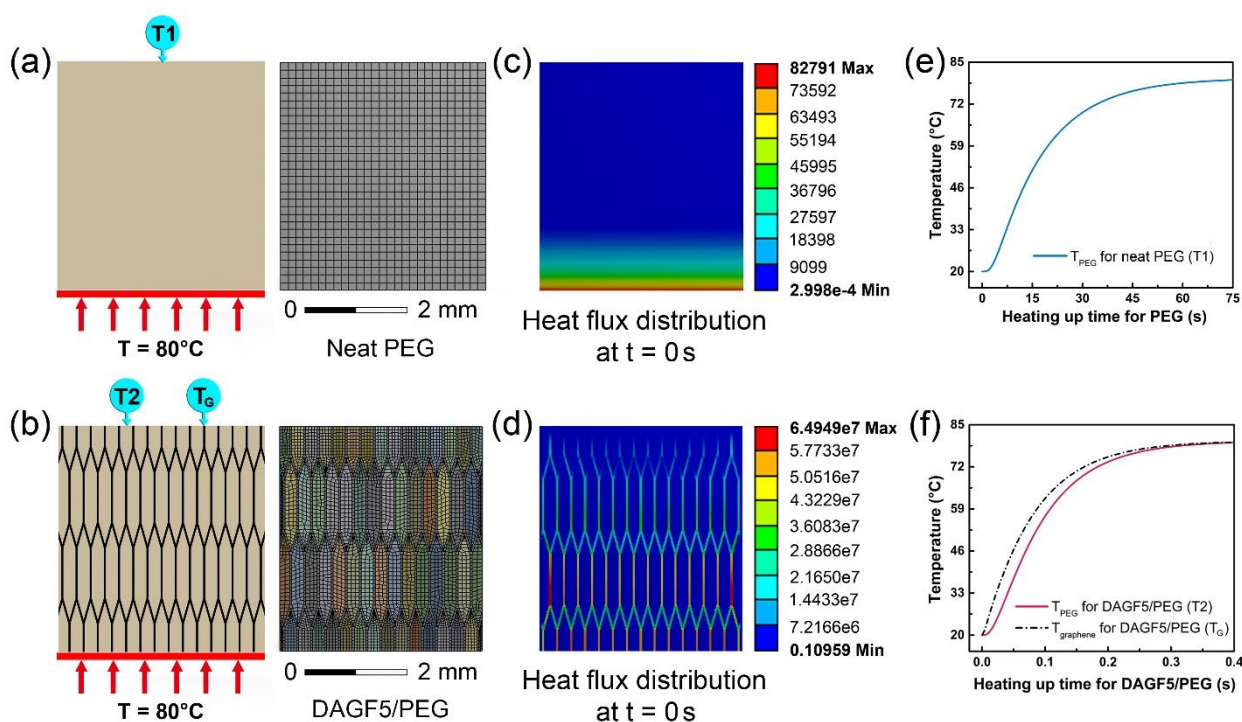 (a)
T1
T = 80°C
0 2 mm
Neat PEG
(c)
82791 Max
73592
63493
55194
45995
36796
27597
18398
9099
2.998e-4 Min
Heat flux distribution
at t = 0s
(e)
85
72
59
46
33
20
Temperature (°C)
T_PEG for neat PEG (T1)
0 15 30 45 60 75
Heating up time for PEG (s)
(b)
T2 T_G
T = 80°C
0 2 mm
DAGF5/PEG
(d)
6.4949e7 Max
5.7733e7
5.0516e7
4.3229e7
3.6083e7
2.8866e7
2.1650e7
1.4433e7
7.2166e6
0.10959 Min
Heat flux distribution
at t = 0s
(f)
85
72
59
46
33
20
Temperature (°C)
T_PEG for DAGF5/PEG (T2)
T_graphene for DAGF5/PEG (T_G)
0.0 0.1 0.2 0.3 0.4
Heating up time for DAGF5/PEG (s)